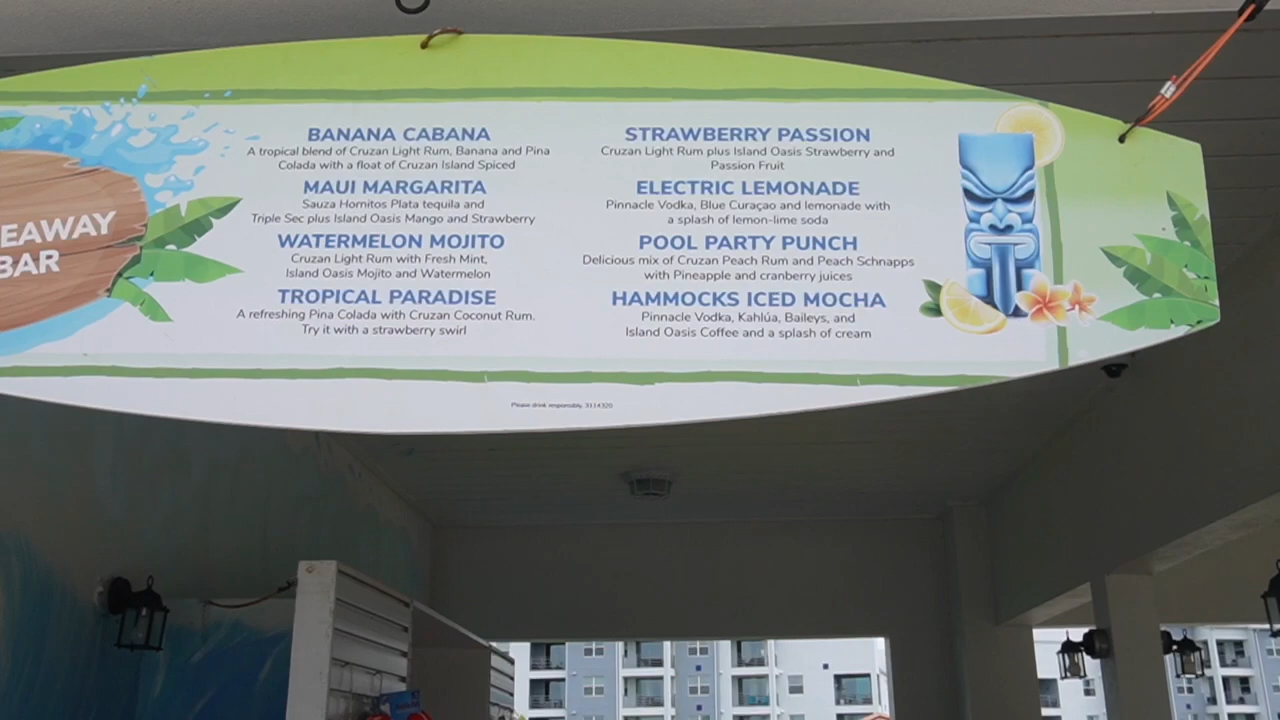 EAWAY
BAR
BANANA CABANA
A tropical blend of Cruzan Light Rum, Banana and Pina
Colada with a float of Cruzan Island Spiced
MAUI MARGARITA
Sauza Hornitos Plata tequila and
Triple Sec plus Island Oasis Mango and Strawberry
WATERMELON MOJITO
Cruzan Light Rum with Fresh Mint,
Island Oasis Mojito and Watermelon
TROPICAL PARADISE
A refreshing Pina Colada with Cruzan Coconut Rum.
Try it with a strawberry swirl
STRAWBERRY PASSION
Cruzan Light Rum plus Island Oasis Strawberry and
Passion Fruit
ELECTRIC LEMONADE
Pinnacle Vodka, Blue Curaçao and lemonade with
a splash of lemon-lime soda
POOL PARTY PUNCH
Delicious mix of Cruzan Peach Rum and Peach Schnapps
with Pineapple and cranberry juices
HAMMOCKS ICED MOCHA
Pinnacle Vodka, Kahlúa, Baileys, and
Island Oasis Coffee and a splash of cream
Please drink responsibly. 3114320